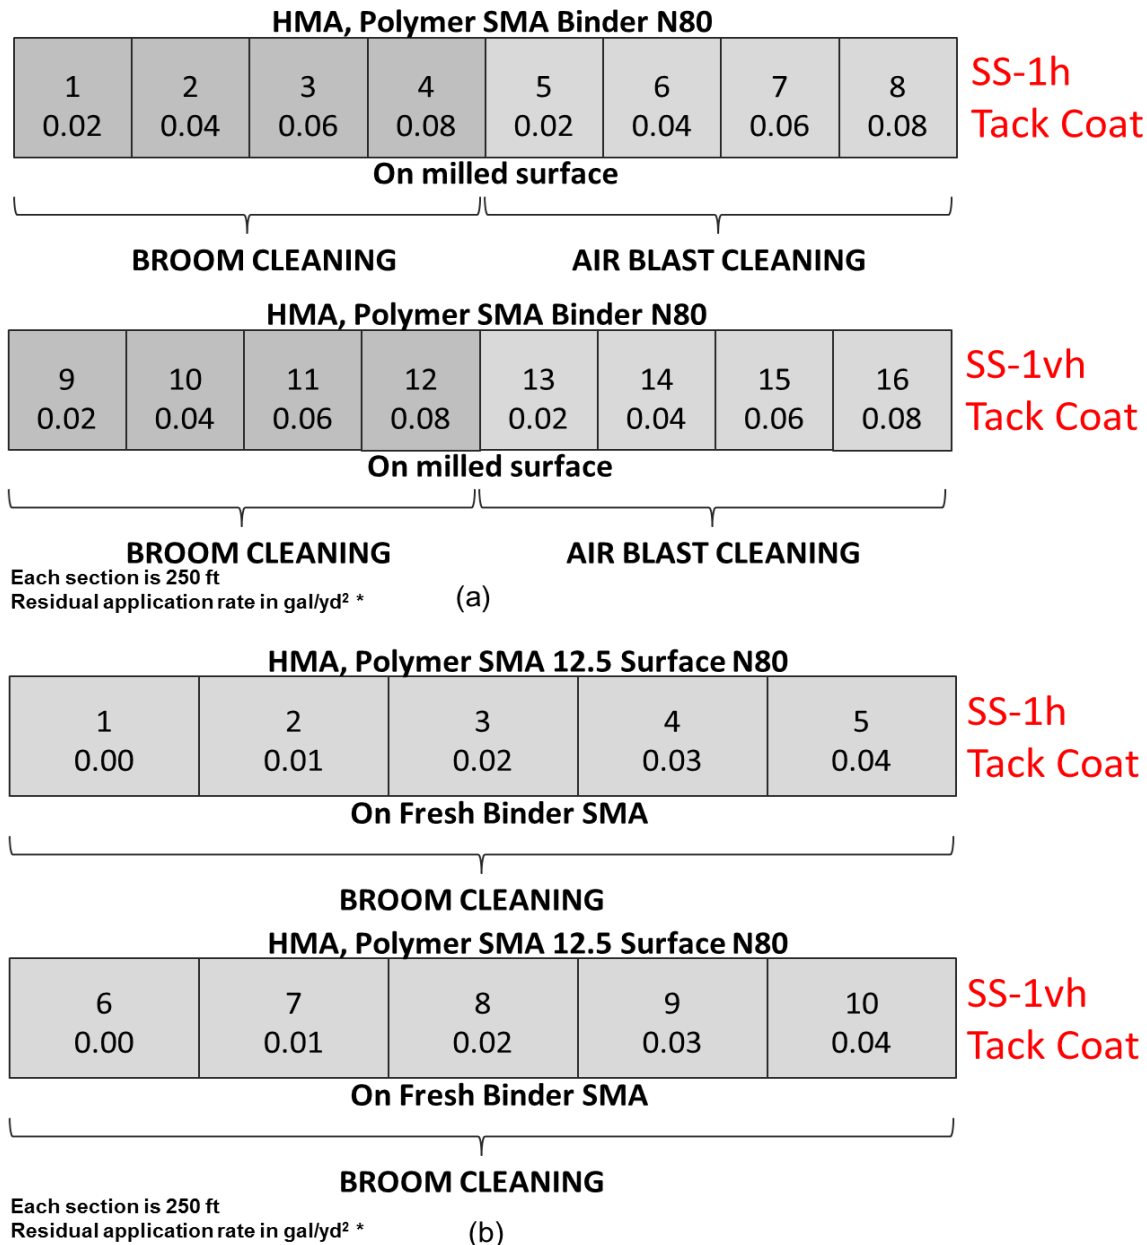 HMA, Polymer SMA Binder N80
1 2 3 4 5 6 7 8
0.02 0.04 0.06 0.08 0.02 0.04 0.06 0.08
SS-1h
Tack Coat
On milled surface
BROOM CLEANING AIR BLAST CLEANING
HMA, Polymer SMA Binder N80
9 10 11 12 13 14 15 16
0.02 0.04 0.06 0.08 0.02 0.04 0.06 0.08
SS-1vh
Tack Coat
On milled surface
BROOM CLEANING AIR BLAST CLEANING
Each section is 250 ft
Residual application rate in gal/yd² *
(a)
HMA, Polymer SMA 12.5 Surface N80
1 2 3 4 5
0.00 0.01 0.02 0.03 0.04
SS-1h
Tack Coat
On Fresh Binder SMA
BROOM CLEANING
HMA, Polymer SMA 12.5 Surface N80
6 7 8 9 10
0.00 0.01 0.02 0.03 0.04
SS-1vh
Tack Coat
On Fresh Binder SMA
BROOM CLEANING
Each section is 250 ft
Residual application rate in gal/yd² *
(b)